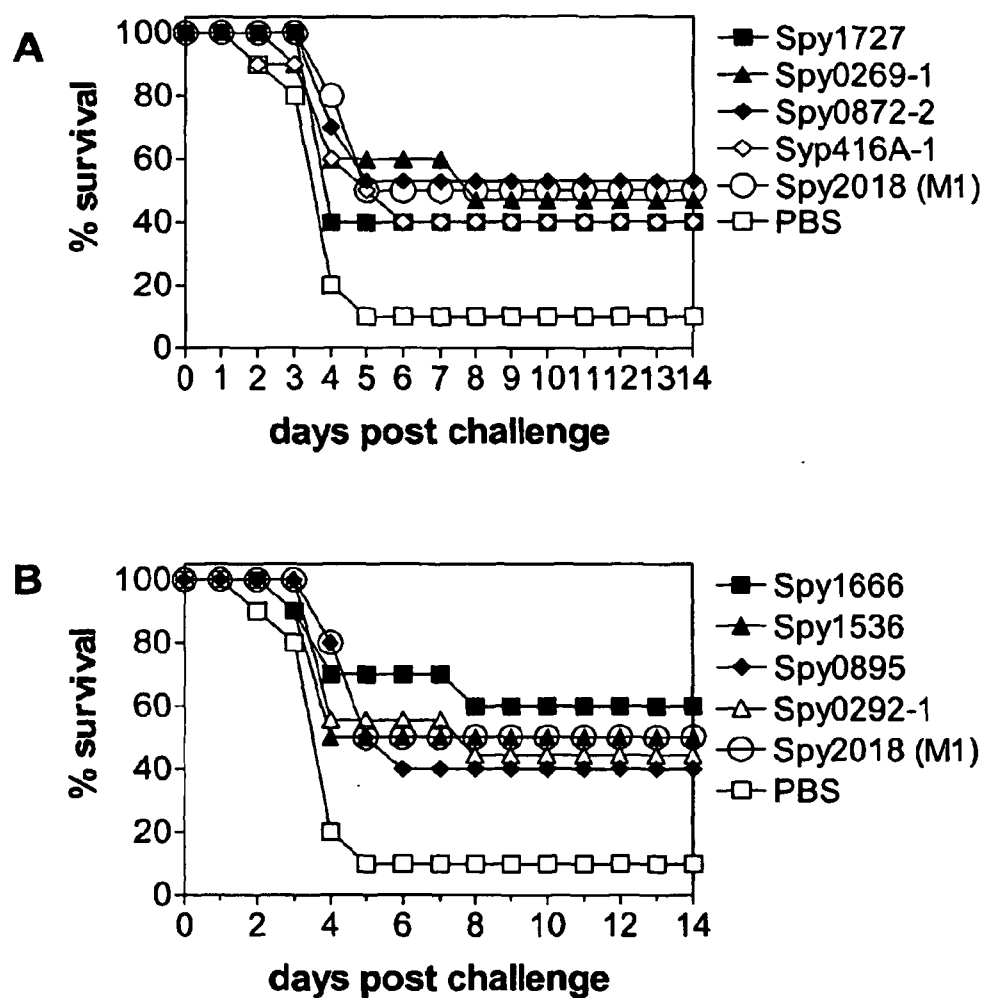 A
% survival
100
80
60
40
20
0
0 1 2 3 4 5 6 7 8 9 10 11 12 13 14
days post challenge
Spy1727
Spy0269-1
Spy0872-2
Syp416A-1
Spy2018 (M1)
PBS
B
% survival
100
80
60
40
20
0
0 2 4 6 8 10 12 14
days post challenge
Spy1666
Spy1536
Spy0895
Spy0292-1
Spy2018 (M1)
PBS